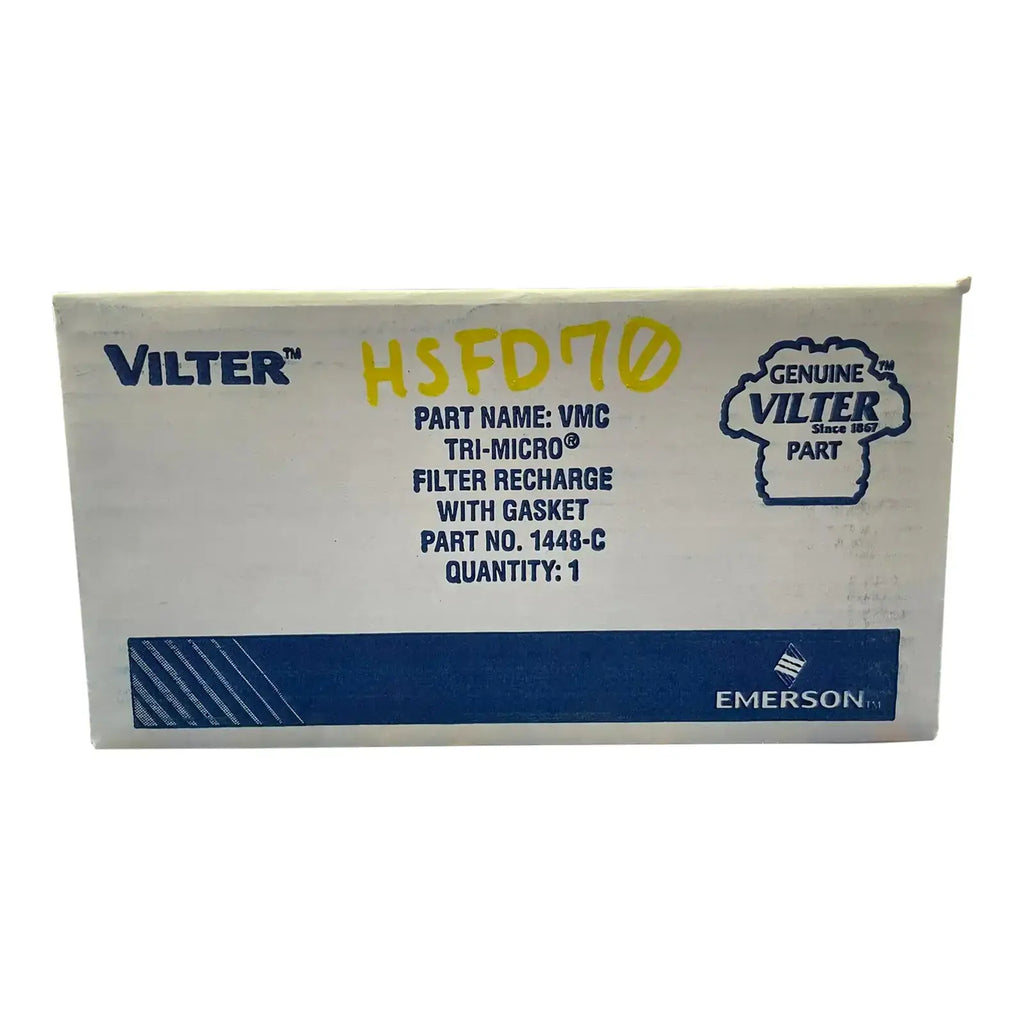 VILTER™
HSFD70
PART NAME: VMC
TRI-MICRO®
FILTER RECHARGE
WITH GASKET
PART NO. 1448-C
QUANTITY: 1
GENUINE™
VILTER
Since 1867
PART
EMERSON™